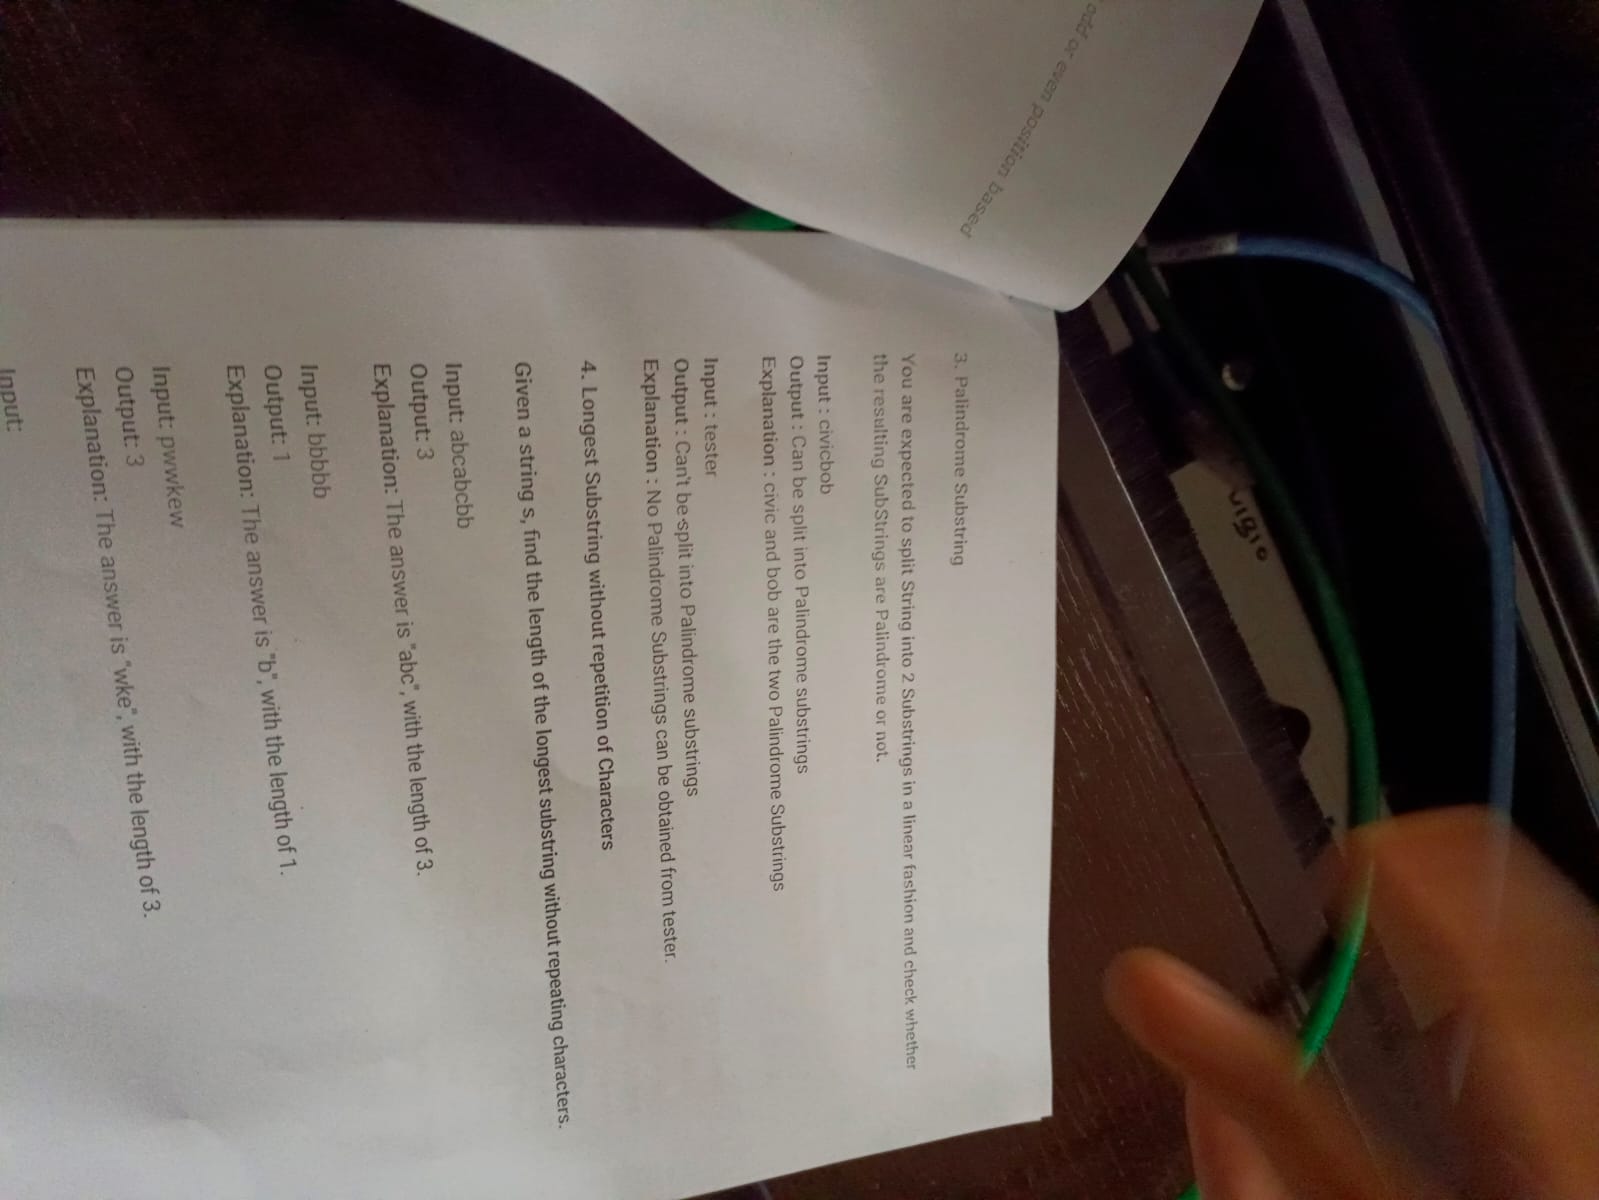 odd or even position based
3. Palindrome Substring
You are expected to split String into 2 Substrings in a linear fashion and check whether
the resulting SubStrings are Palindrome or not.
Input : civicbob
Output : Can be split into Palindrome substrings
Explanation : civic and bob are the two Palindrome Substrings
Input : tester
Output : Can't be split into Palindrome substrings
Explanation : No Palindrome Substrings can be obtained from tester.
4. Longest Substring without repetition of Characters
Given a string s, find the length of the longest substring without repeating characters.
Input: abcabcbb
Output: 3
Explanation: The answer is "abc", with the length of 3.
Input: bbbbb
Output: 1
Explanation: The answer is "b", with the length of 1.
Input: pwwkew
Output: 3
Explanation: The answer is "wke", with the length of 3.
Input: